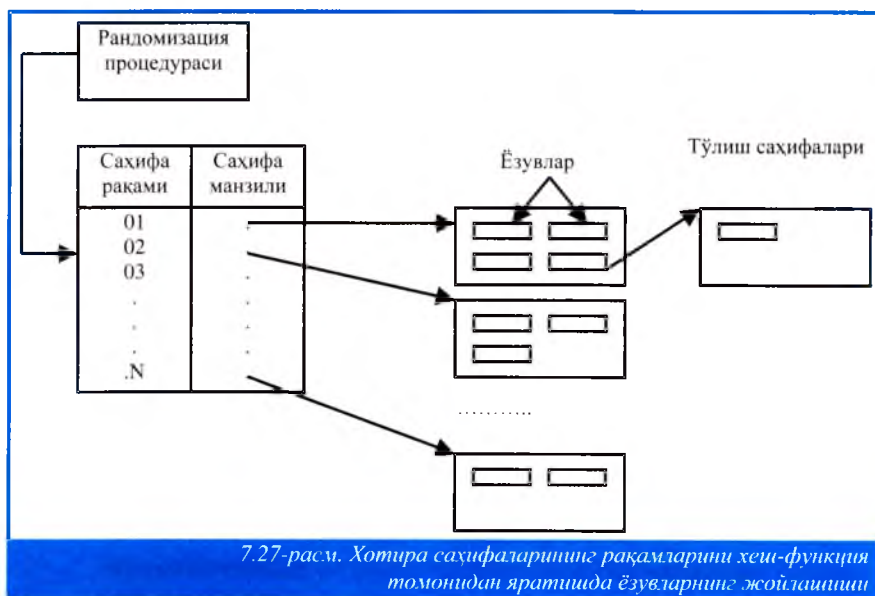 Рандомизация
процедураси
Саҳифа рақами
Саҳифа манзили
01 .
02 .
03 .
. .
. .
. .
.N .
Ёзувлар
...........
Тўлиш саҳифалари
7.27-расм. Хотира саҳифаларининг рақамларини хеш-функция
томонидан яратишда ёзувларнинг жойлашиши